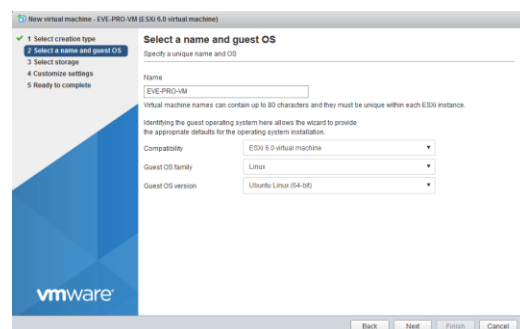 New virtual machine - EVE-PRO-VM (ESXi 6.0 virtual machine)
1 Select creation type
2 Select a name and guest OS
3 Select storage
4 Customize settings
5 Ready to complete
Select a name and guest OS
Specify a unique name and OS
Name
EVE-PRO-VM
Virtual machine names can contain up to 80 characters and they must be unique within each ESXi instance.
Identifying the guest operating system here allows the wizard to provide
the appropriate defaults for the operating system installation.
Compatibility
ESXi 6.0 virtual machine
Guest OS family
Linux
Guest OS version
Ubuntu Linux (64-bit)
vmware
Back Next Finish Cancel